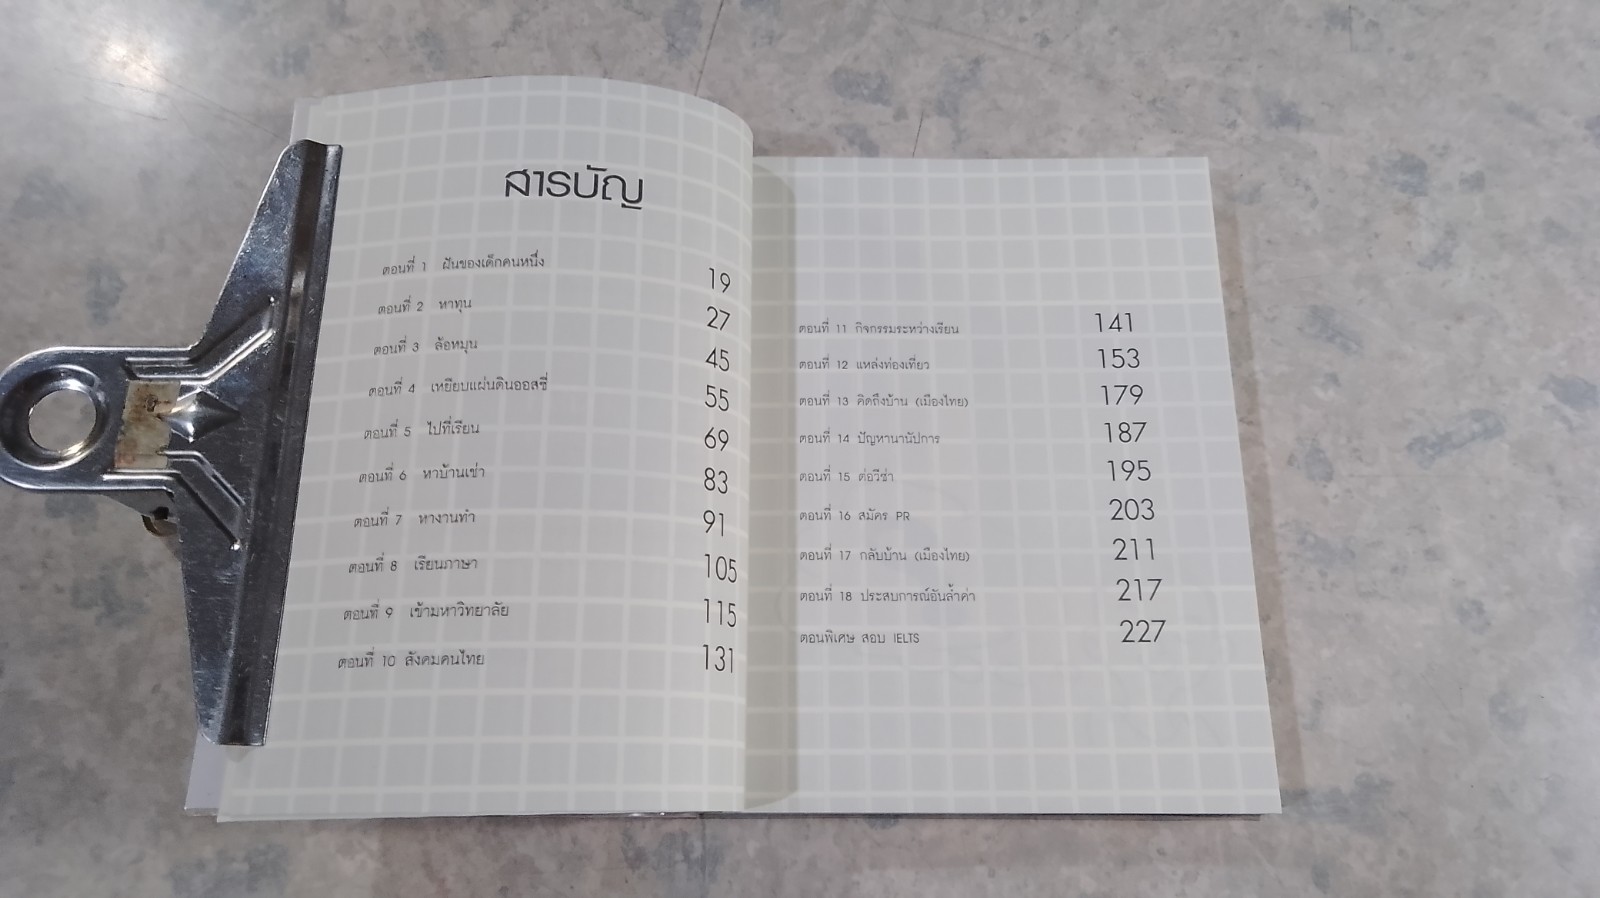 สารบัญ
ตอนที่ 1 ฝันของเด็กคนหนึ่ง 19
ตอนที่ 2 หาทุน 27
ตอนที่ 3 ล้อหมุน 45
ตอนที่ 4 เหยียบแผ่นดินออสซี่ 55
ตอนที่ 5 ไปที่เรียน 69
ตอนที่ 6 หาบ้านเช่า 83
ตอนที่ 7 หางานทำ 91
ตอนที่ 8 เรียนภาษา 105
ตอนที่ 9 เข้ามหาวิทยาลัย 115
ตอนที่ 10 สังคมคนไทย 131
ตอนที่ 11 กิจกรรมระหว่างเรียน 141
ตอนที่ 12 แหล่งท่องเที่ยว 153
ตอนที่ 13 คิดถึงบ้าน (เมืองไทย) 179
ตอนที่ 14 ปัญหานานัปการ 187
ตอนที่ 15 ต่อวีซ่า 195
ตอนที่ 16 สมัคร PR 203
ตอนที่ 17 กลับบ้าน (เมืองไทย) 211
ตอนที่ 18 ประสบการณ์อันล้ำค่า 217
ตอนพิเศษ สอบ IELTS 227